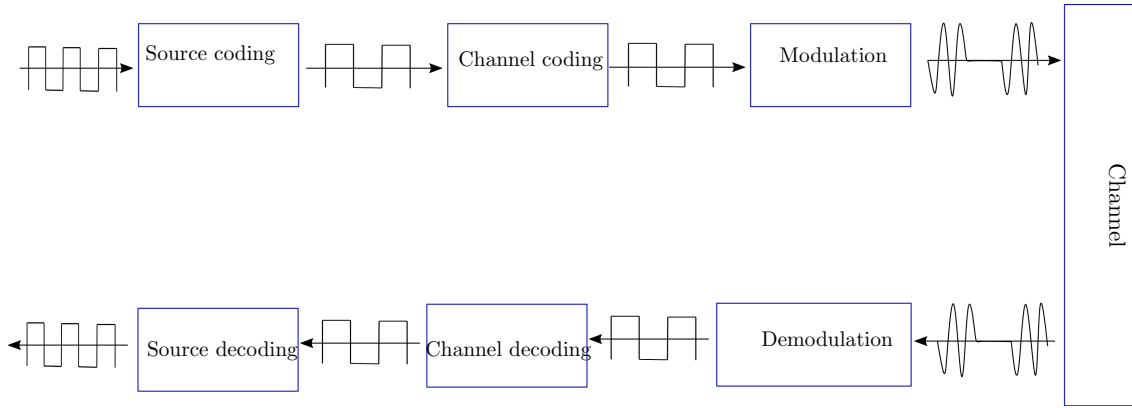 Source coding
Channel coding
Modulation
Channel
Source decoding
Channel decoding
Demodulation